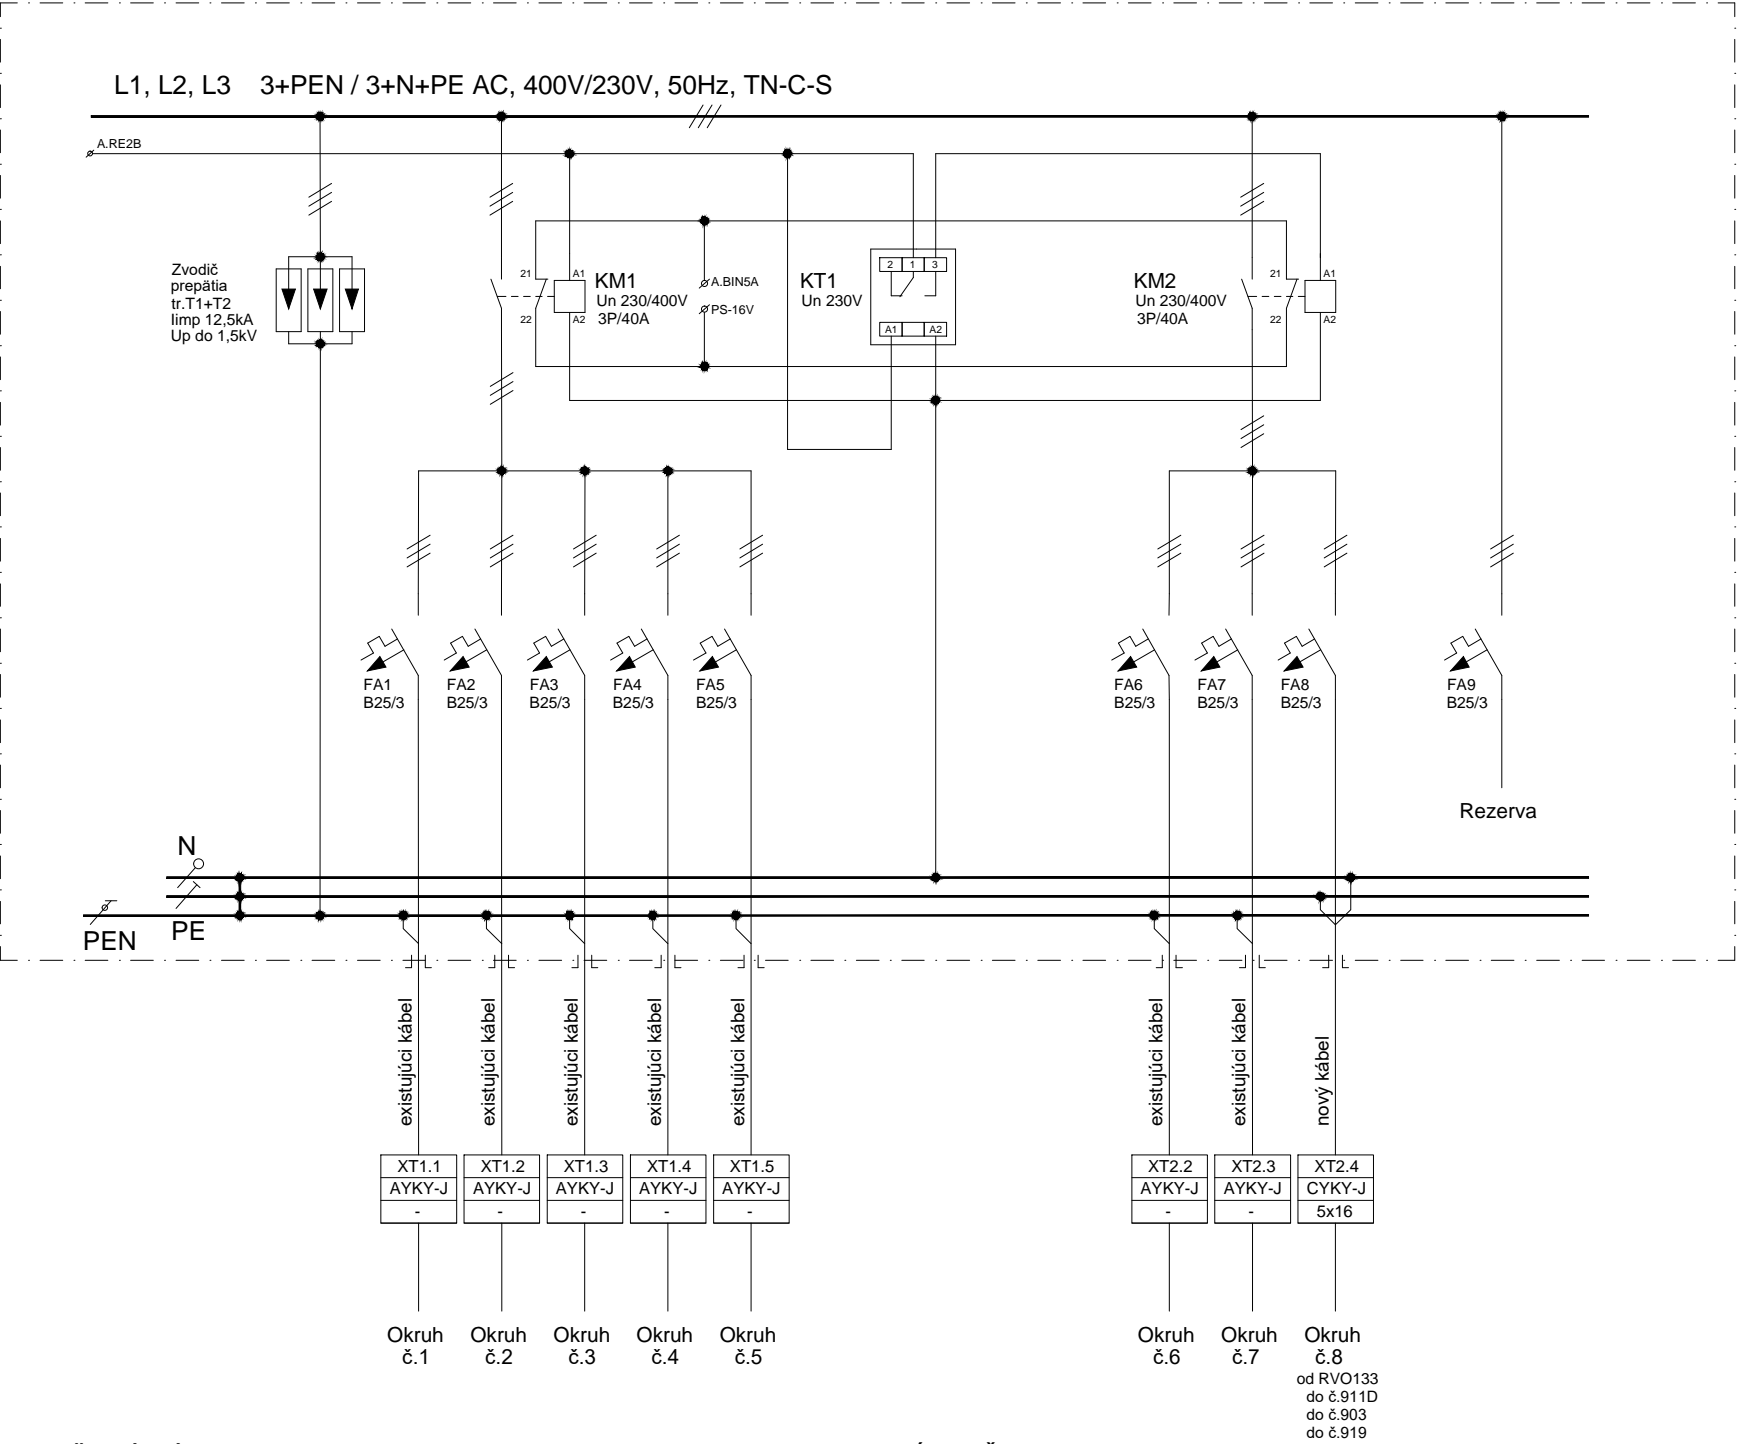 L1, L2, L3 3+PEN / 3+N+PE AC, 400V/230V, 50Hz, TN-C-S
A.RE2B
Zvodič
prepätia
tr.T1+T2
Iimp 12,5kA
Up do 1,5kV
21
22
A1
A2
KM1
Un 230/400V
3P/40A
A.BIN5A
PS-16V
KT1
Un 230V
2 1 3
A1 A2
KM2
Un 230/400V
3P/40A
21
22
A1
A2
FA1
B25/3
FA2
B25/3
FA3
B25/3
FA4
B25/3
FA5
B25/3
FA6
B25/3
FA7
B25/3
FA8
B25/3
FA9
B25/3
Rezerva
N
PE
PEN
existujúci kábel
existujúci kábel
existujúci kábel
existujúci kábel
existujúci kábel
existujúci kábel
existujúci kábel
nový kábel
XT1.1
AYKY-J
-
XT1.2
AYKY-J
-
XT1.3
AYKY-J
-
XT1.4
AYKY-J
-
XT1.5
AYKY-J
-
XT2.2
AYKY-J
-
XT2.3
AYKY-J
-
XT2.4
CYKY-J
5x16
Okruh
č.1
Okruh
č.2
Okruh
č.3
Okruh
č.4
Okruh
č.5
Okruh
č.6
Okruh
č.7
Okruh
č.8
od RVO133
do č.911D
do č.903
do č.919